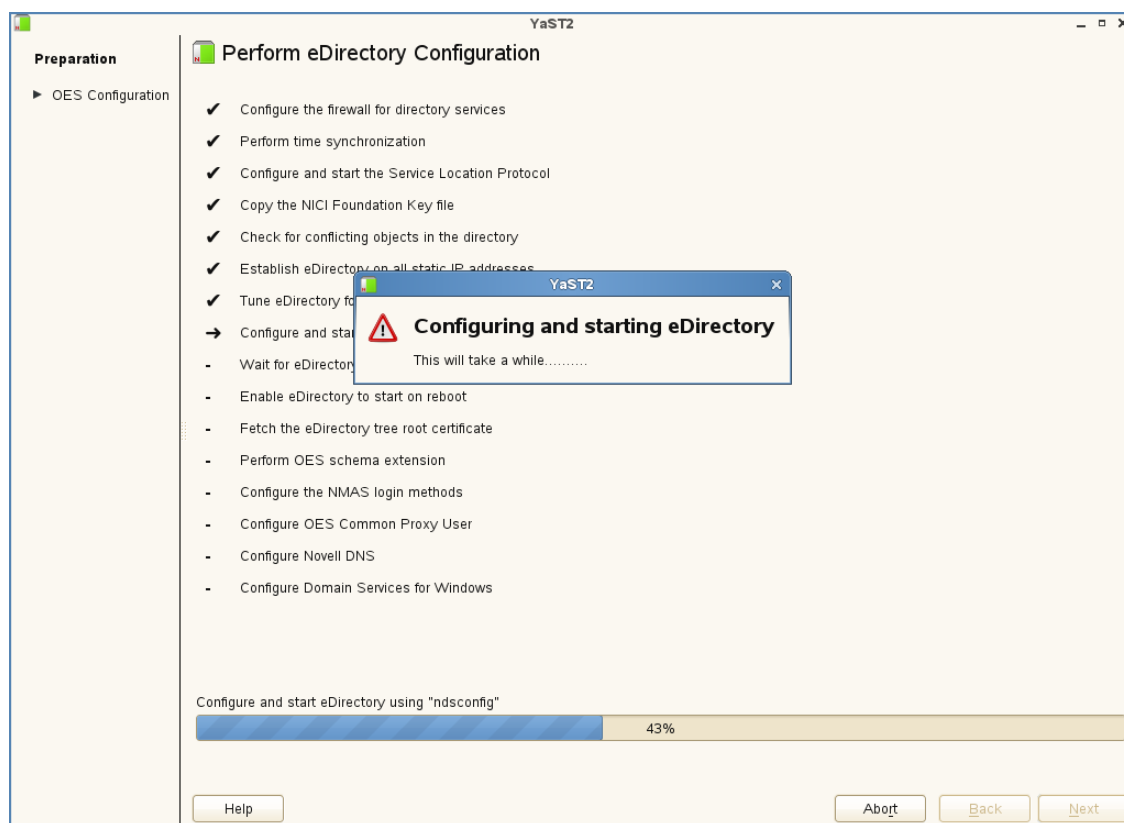 YaST2
Preparation
OES Configuration
Perform eDirectory Configuration
Configure the firewall for directory services
Perform time synchronization
Configure and start the Service Location Protocol
Copy the NICI Foundation Key file
Check for conflicting objects in the directory
Establish eDirectory on all static IP addresses
Tune eDirectory fo
Configure and star
Wait for eDirectory
YaST2
Configuring and starting eDirectory
This will take a while..........
Enable eDirectory to start on reboot
Fetch the eDirectory tree root certificate
Perform OES schema extension
Configure the NMAS login methods
Configure OES Common Proxy User
Configure Novell DNS
Configure Domain Services for Windows
Configure and start eDirectory using "ndsconfig"
43%
Help
Abort
Back
Next